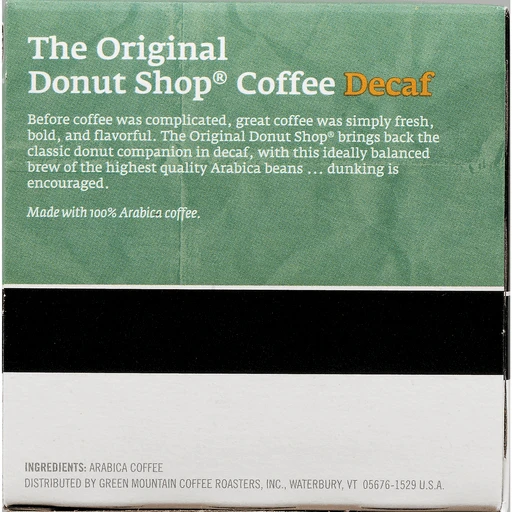 The Original
Donut Shop® Coffee Decaf
Before coffee was complicated, great coffee was simply fresh,
bold, and flavorful. The Original Donut Shop® brings back the
classic donut companion in decaf, with this ideally balanced
brew of the highest quality Arabica beans ... dunking is
encouraged.
Made with 100% Arabica coffee.
INGREDIENTS: ARABICA COFFEE
DISTRIBUTED BY GREEN MOUNTAIN COFFEE ROASTERS, INC., WATERBURY, VT 05676-1529 U.S.A.